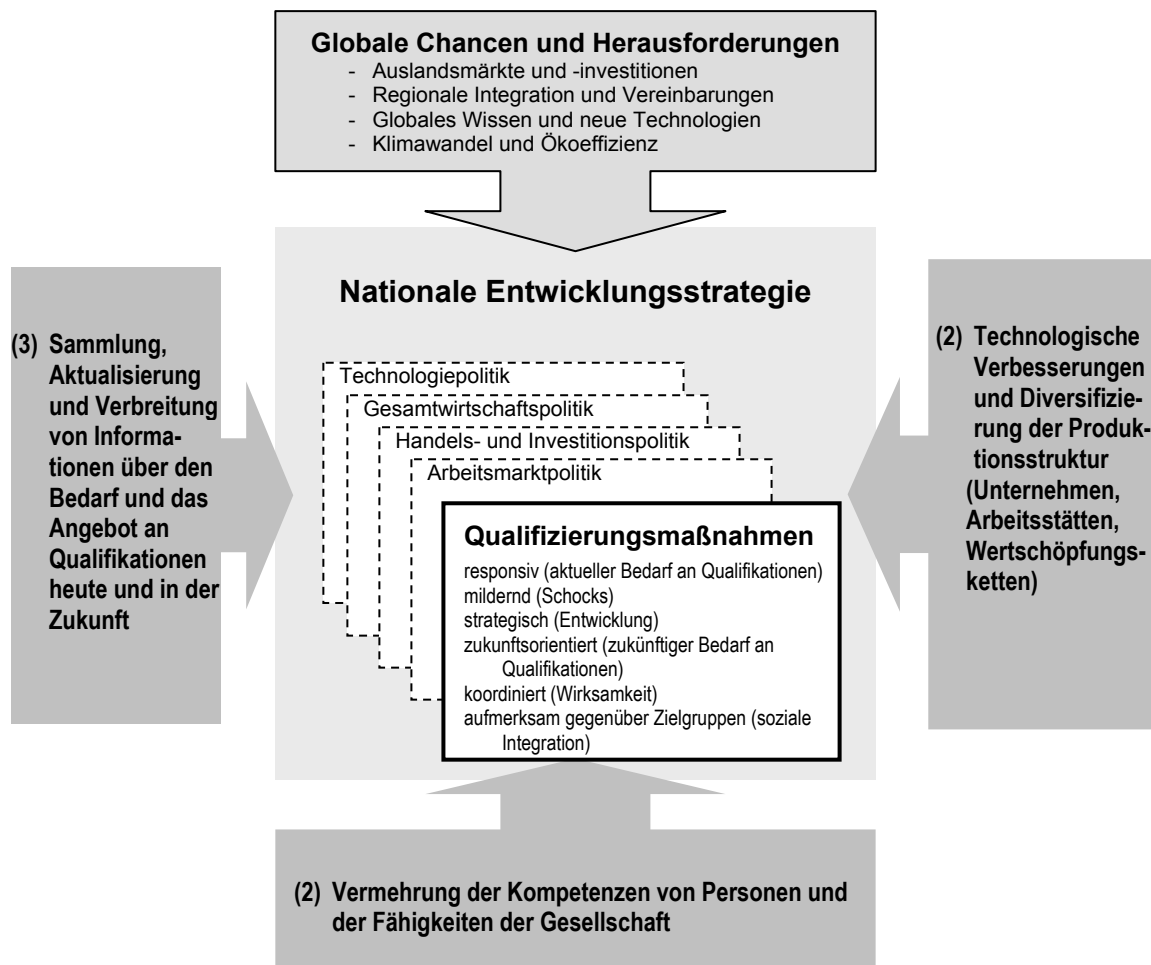 Globale Chancen und Herausforderungen
- Auslandsmärkte und -investitionen
- Regionale Integration und Vereinbarungen
- Globales Wissen und neue Technologien
- Klimawandel und Ökoeffizienz
Nationale Entwicklungsstrategie
(3) Sammlung,
Aktualisierung
und Verbreitung
von Informa-
tionen über den
Bedarf und das
Angebot an
Qualifikationen
heute und in der
Zukunft
Technologiepolitik
Gesamtwirtschaftspolitik
Handels- und Investitionspolitik
Arbeitsmarktpolitik
Qualifizierungsmaßnahmen
responsiv (aktueller Bedarf an Qualifikationen)
mildernd (Schocks)
strategisch (Entwicklung)
zukunftsorientiert (zukünftiger Bedarf an
Qualifikationen)
koordiniert (Wirksamkeit)
aufmerksam gegenüber Zielgruppen (soziale
Integration)
(2) Technologische
Verbesserungen
und Diversifizie-
rung der Produk-
tionsstruktur
(Unternehmen,
Arbeitsstätten,
Wertschöpfungs-
ketten)
(2) Vermehrung der Kompetenzen von Personen und
der Fähigkeiten der Gesellschaft